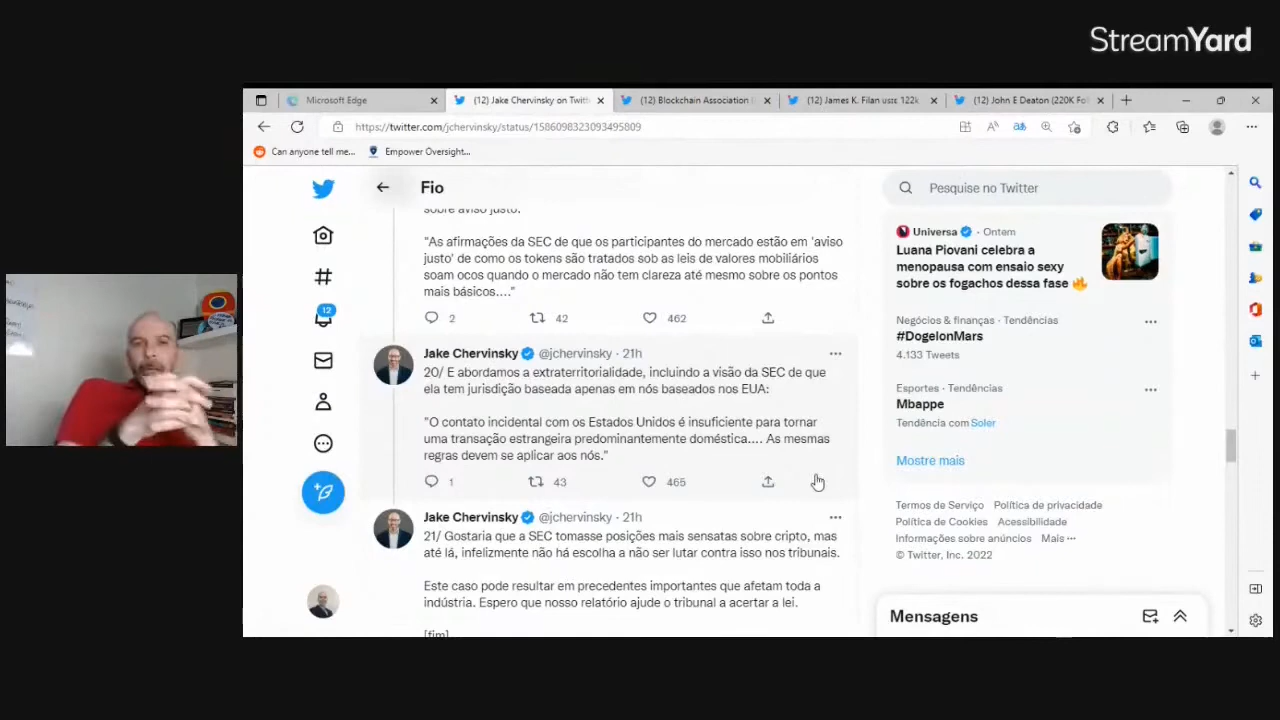 StreamYard
Microsoft Edge
(12) Jake Chervinsky on Twitt
(12) Blockchain Association
(12) James K. Filan 122k
(12) John E Deaton (220K Fol
https://twitter.com/jchervinsky/status/1586098323093495809
Can anyone tell me...
Empower Oversight...
Fio
Pesquise no Twitter
sobre aviso justo.
"As afirmações da SEC de que os participantes do mercado estão em 'aviso
justo' de como os tokens são tratados sob as leis de valores mobiliários
soam ocos quando o mercado não tem clareza até mesmo sobre os pontos
mais básicos...."
2 42 462
Jake Chervinsky @jchervinsky · 21h
20/ E abordamos a extraterritorialidade, incluindo a visão da SEC de que
ela tem jurisdição baseada apenas em nós baseados nos EUA:
"O contato incidental com os Estados Unidos é insuficiente para tornar
uma transação estrangeira predominantemente doméstica.... As mesmas
regras devem se aplicar aos nós."
1 43 465
Jake Chervinsky @jchervinsky · 21h
21/ Gostaria que a SEC tomasse posições mais sensatas sobre cripto, mas
até lá, infelizmente não há escolha a não ser lutar contra isso nos tribunais.
Este caso pode resultar em precedentes importantes que afetam toda a
indústria. Espero que nosso relatório ajude o tribunal a acertar a lei.
[fim]
12
Universa · Ontem
Luana Piovani celebra a
menopausa com ensaio sexy
sobre os fogachos dessa fase 🔥
Negócios & finanças · Tendências
#DogelonMars
4.133 Tweets
Esportes · Tendências
Mbappe
Tendência com Soler
Mostre mais
Termos de Serviço Política de privacidade
Política de Cookies Acessibilidade
Informações sobre anúncios Mais ···
© Twitter, Inc. 2022
Mensagens